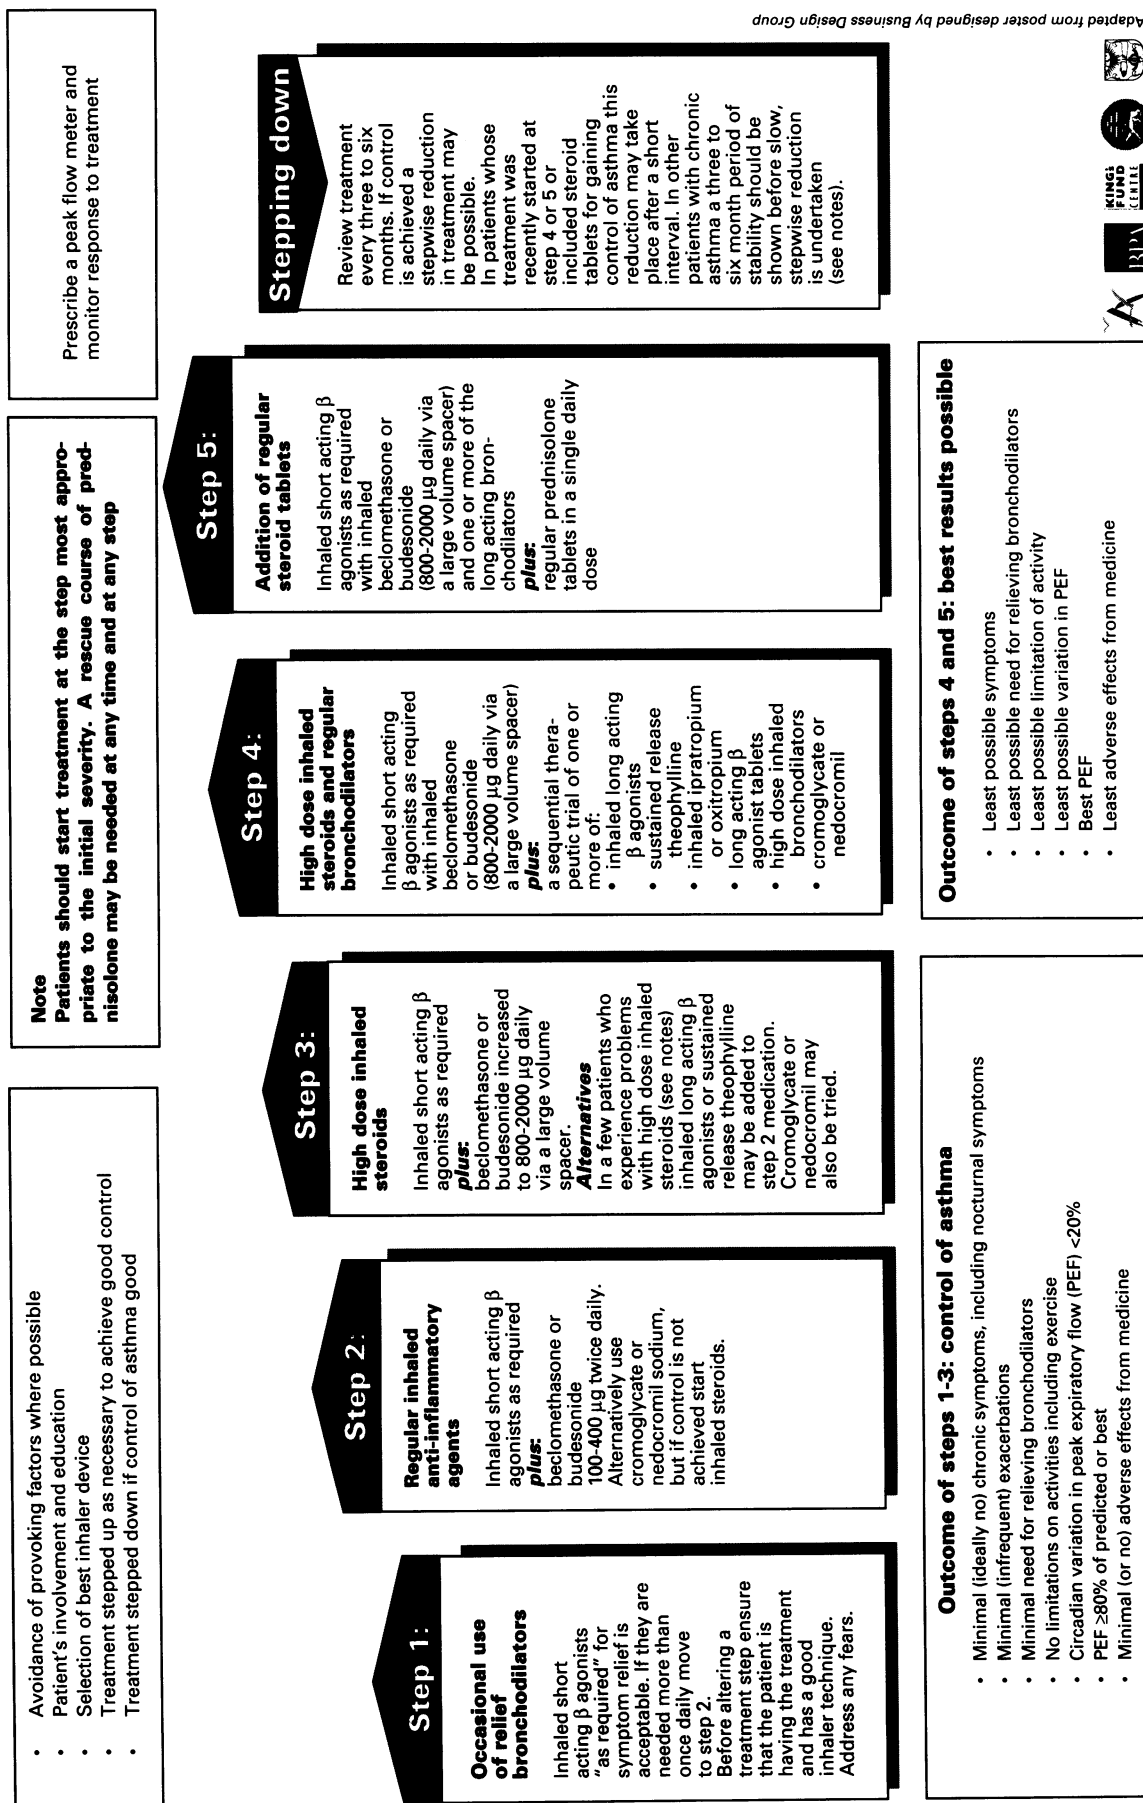 • Avoidance of provoking factors where possible
• Patient's involvement and education
• Selection of best inhaler device
• Treatment stepped up as necessary to achieve good control
• Treatment stepped down if control of asthma good
Note
Patients should start treatment at the step most appro-
priate to the initial severity. A rescue course of pred-
nisolone may be needed at any time and at any step
Prescribe a peak flow meter and
monitor response to treatment
Step 1:
Occasional use
of relief
bronchodilators
Inhaled short
acting β agonists
"as required" for
symptom relief is
acceptable. If they are
needed more than
once daily move
to step 2.
Before altering a
treatment step ensure
that the patient is
having the treatment
and has a good
inhaler technique.
Address any fears.
Step 2:
Regular inhaled
anti-inflammatory
agents
Inhaled short acting β
agonists as required
plus:
beclomethasone or
budesonide
100-400 µg twice daily.
Alternatively use
cromoglycate or
nedocromil sodium,
but if control is not
achieved start
inhaled steroids.
Step 3:
High dose inhaled
steroids
Inhaled short acting β
agonists as required
plus:
beclomethasone or
budesonide increased
to 800-2000 µg daily
via a large volume
spacer.
Alternatives
In a few patients who
experience problems
with high dose inhaled
steroids (see notes)
inhaled long acting β
agonists or sustained
release theophylline
may be added to
step 2 medication.
Cromoglycate or
nedocromil may
also be tried.
Step 4:
High dose inhaled
steroids and regular
bronchodilators
Inhaled short acting
β agonists as required
with inhaled
beclomethasone
or budesonide
(800-2000 µg daily via
a large volume spacer)
plus:
a sequential thera-
peutic trial of one or
more of:
• inhaled long acting
β agonists
• sustained release
theophylline
• inhaled ipratropium
or oxitropium
• long acting β
agonist tablets
• high dose inhaled
bronchodilators
• cromoglycate or
nedocromil
Step 5:
Addition of regular
steroid tablets
Inhaled short acting β
agonists as required
with inhaled
beclomethasone or
budesonide
(800-2000 µg daily via
a large volume spacer)
and one or more of the
long acting bron-
chodilators
plus:
regular prednisolone
tablets in a single daily
dose
Stepping down
Review treatment
every three to six
months. If control
is achieved a
stepwise reduction
in treatment may
be possible.
In patients whose
treatment was
recently started at
step 4 or 5 or
included steroid
tablets for gaining
control of asthma this
reduction may take
place after a short
interval. In other
patients with chronic
asthma a three to
six month period of
stability should be
shown before slow,
stepwise reduction
is undertaken
(see notes).
Outcome of steps 1-3: control of asthma
• Minimal (ideally no) chronic symptoms, including nocturnal symptoms
• Minimal (infrequent) exacerbations
• Minimal need for relieving bronchodilators
• No limitations on activities including exercise
• Circadian variation in peak expiratory flow (PEF) <20%
• PEF ≥80% of predicted or best
• Minimal (or no) adverse effects from medicine
Outcome of steps 4 and 5: best results possible
• Least possible symptoms
• Least possible need for relieving bronchodilators
• Least possible limitation of activity
• Least possible variation in PEF
• Best PEF
• Least adverse effects from medicine
KING'S
FUND
CENTRE
Adapted from poster designed by Business Design Group